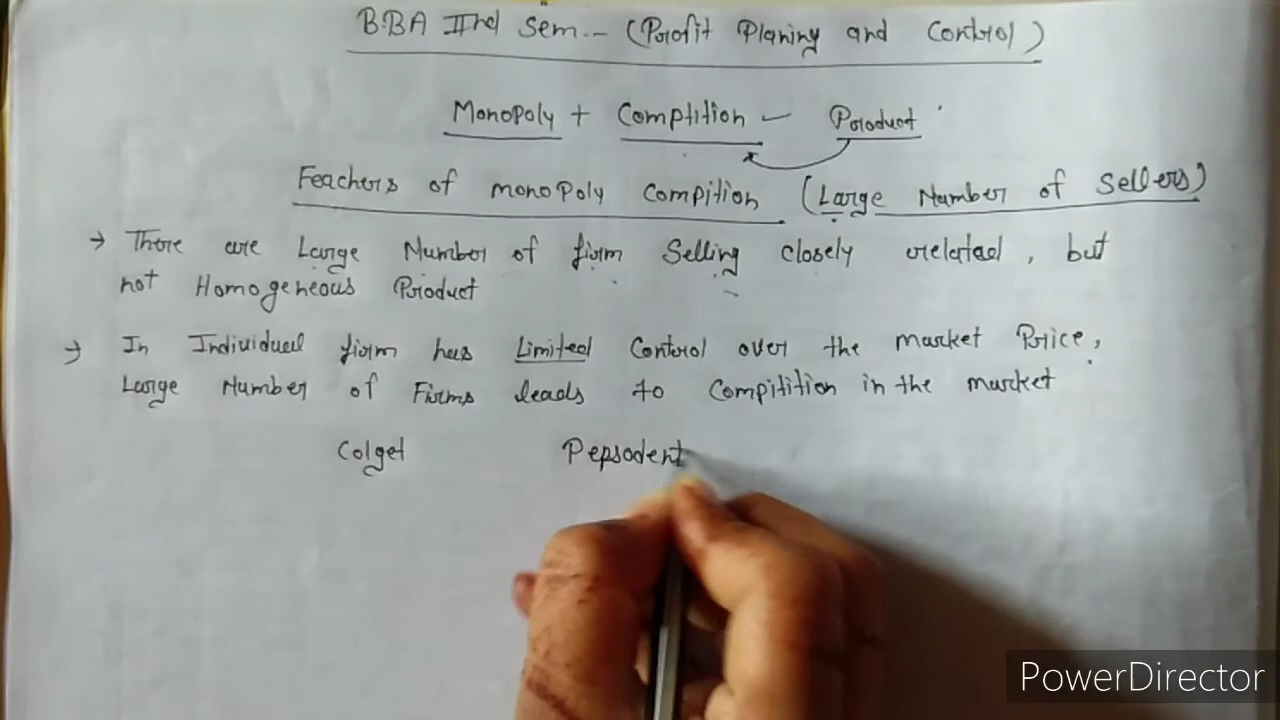 B.B.A IInd Sem. - (Profit Planing and Control)
Monopoly + Comptition - Product
Feachers of monopoly Compition (Large Number of Sellers)
→ There are Large Number of firm Selling closely related, but
not Homogeneous Product
→ In Individual firm has Limited Control over the market Price,
Large Number of Firms leads to Compitition in the market
Colget Pepsodent
PowerDirector